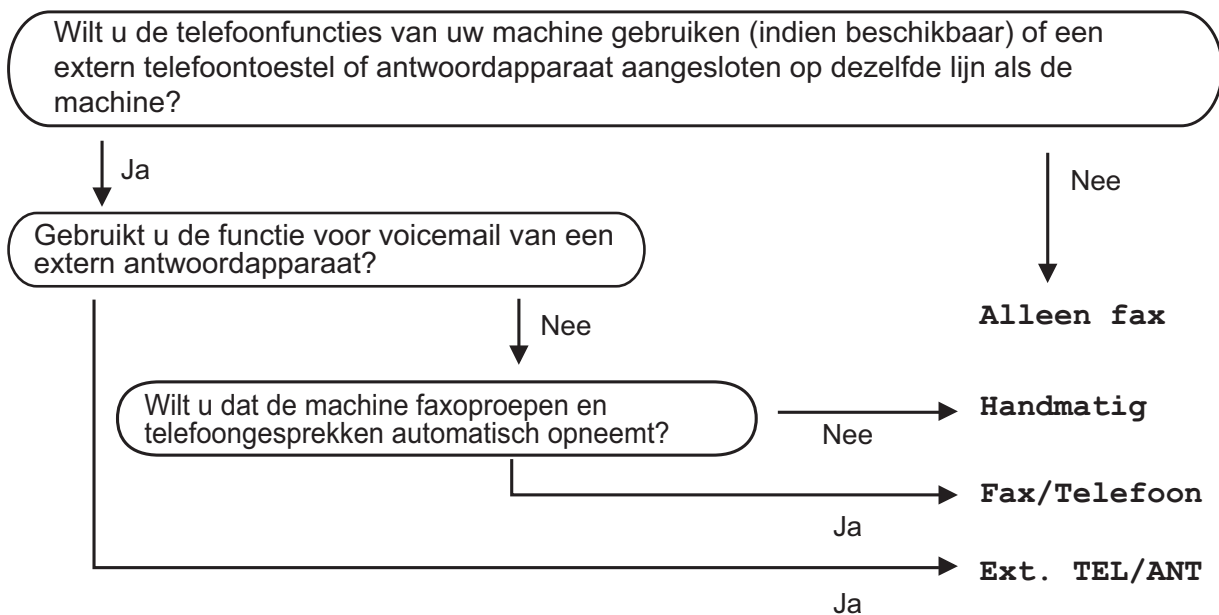 Wilt u de telefoonfuncties van uw machine gebruiken (indien beschikbaar) of een
extern telefoontoestel of antwoordapparaat aangesloten op dezelfde lijn als de
machine?
Ja
Nee
Gebruikt u de functie voor voicemail van een
extern antwoordapparaat?
Nee
Alleen fax
Wilt u dat de machine faxoproepen en
telefoongesprekken automatisch opneemt?
Nee
Handmatig
Ja
Fax/Telefoon
Ja
Ext. TEL/ANT